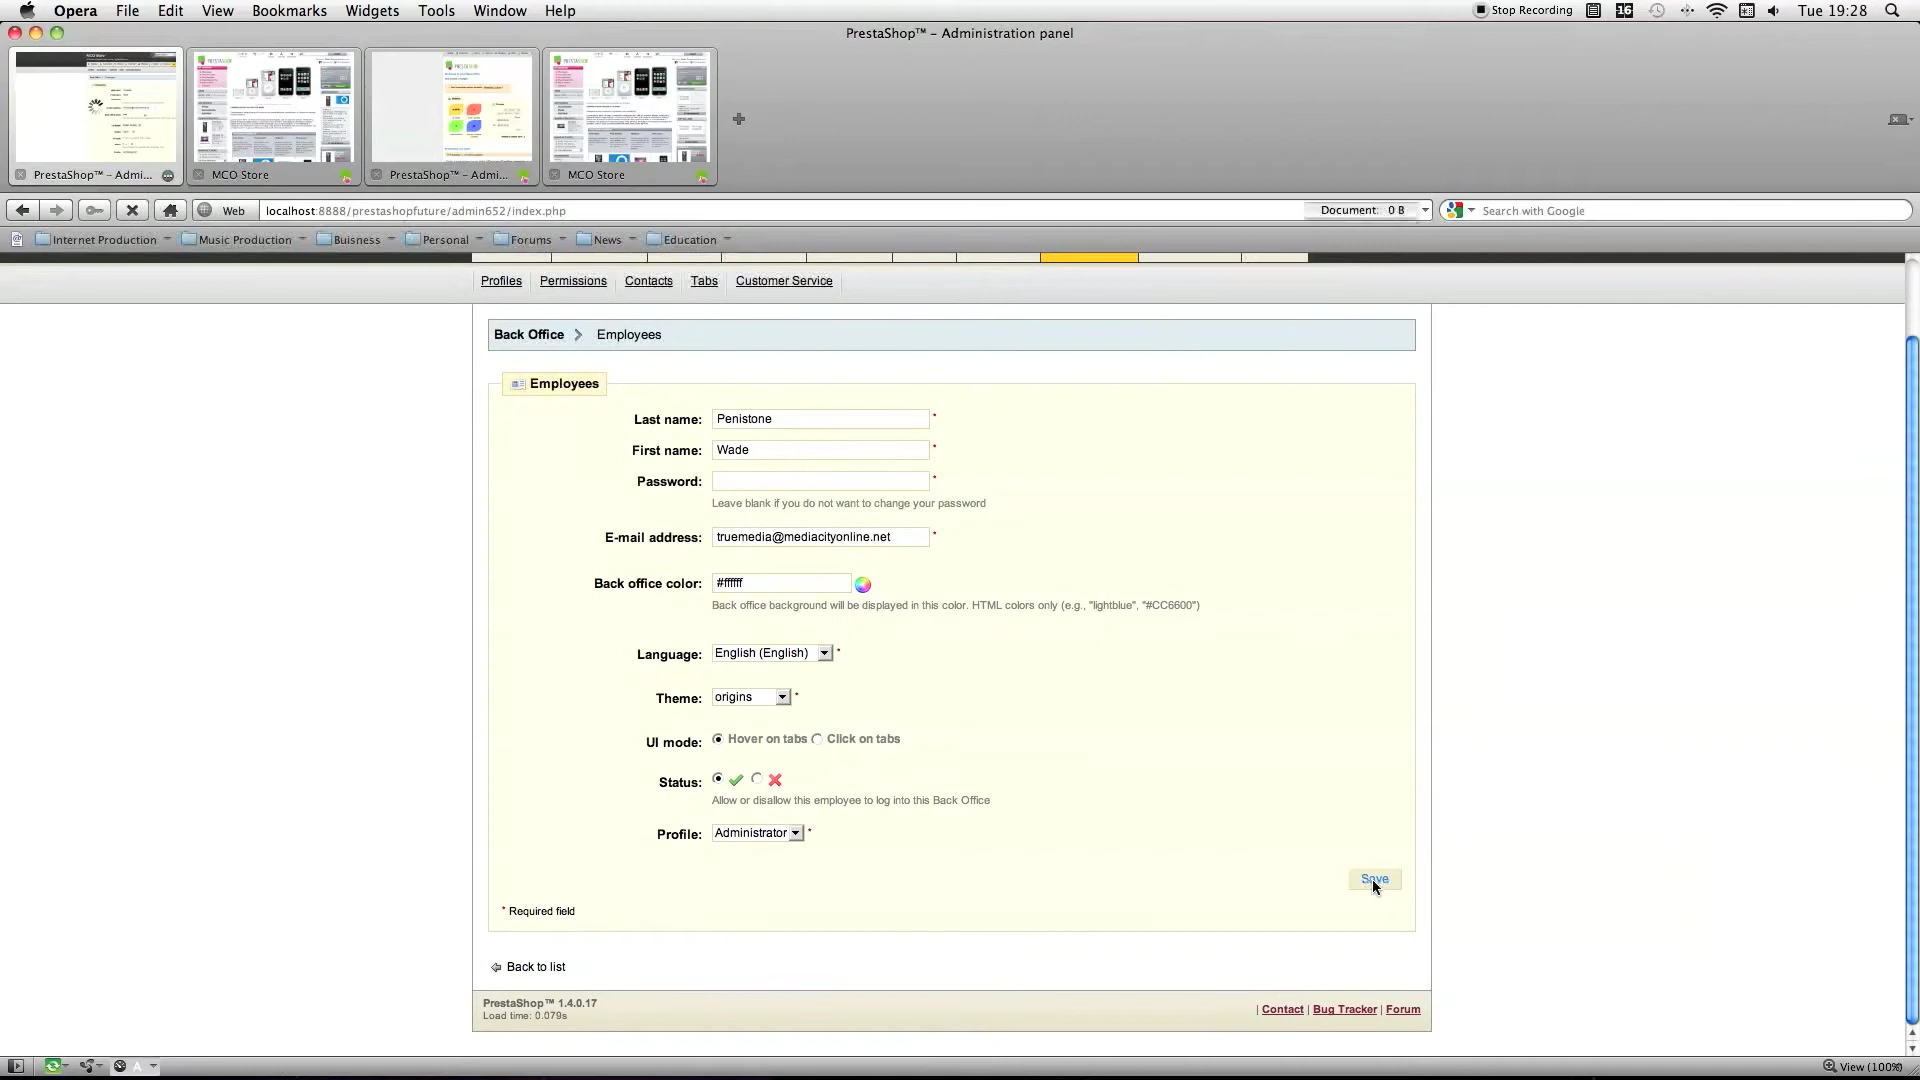 Opera File Edit View Bookmarks Widgets Tools Window Help Stop Recording 16 Tue 19:28
PrestaShop™ – Administration panel
PrestaShop™ – Admi... MCO Store PrestaShop™ – Admi... MCO Store
Web localhost:8888/prestashopfuture/admin652/index.php Document: 0 B Search with Google
Internet Production Music Production Buisness Personal Forums News Education
Profiles Permissions Contacts Tabs Customer Service
Back Office Employees
Employees
Last name: Penistone *
First name: Wade *
Password: *
Leave blank if you do not want to change your password
E-mail address: truemedia@mediacityonline.net *
Back office color: #ffffff
Back office background will be displayed in this color. HTML colors only (e.g., "lightblue", "#CC6600")
Language: English (English) *
Theme: origins *
UI mode: Hover on tabs Click on tabs
Status:
Allow or disallow this employee to log into this Back Office
Profile: Administrator *
Save
* Required field
Back to list
PrestaShop™ 1.4.0.17
Load time: 0.079s
| Contact | Bug Tracker | Forum
View (100%)